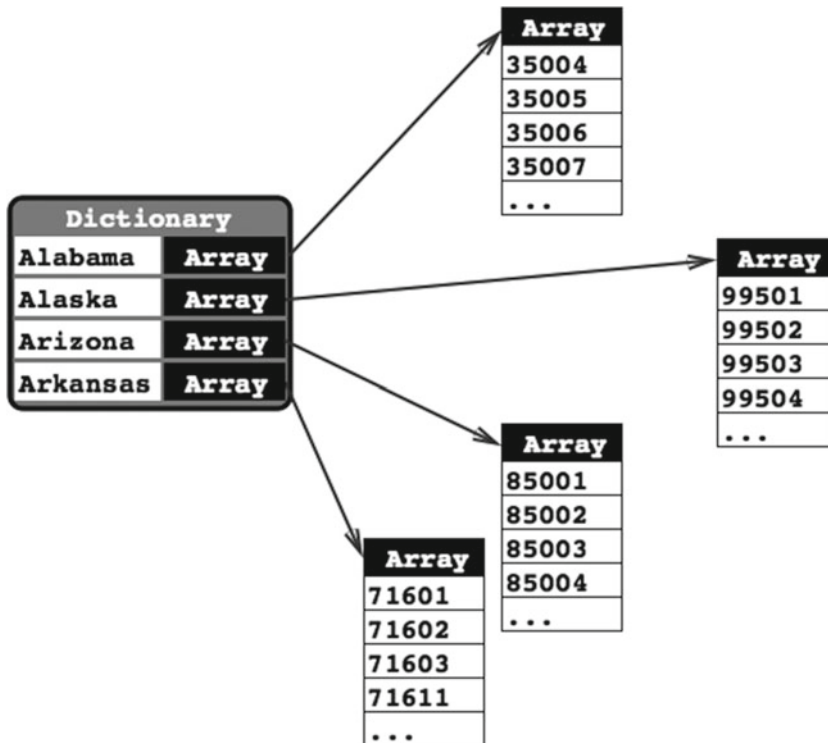 Array
35004
35005
35006
35007
...
Dictionary
Alabama Array
Alaska Array
Arizona Array
Arkansas Array
Array
99501
99502
99503
99504
...
Array
85001
85002
85003
85004
...
Array
71601
71602
71603
71611
...